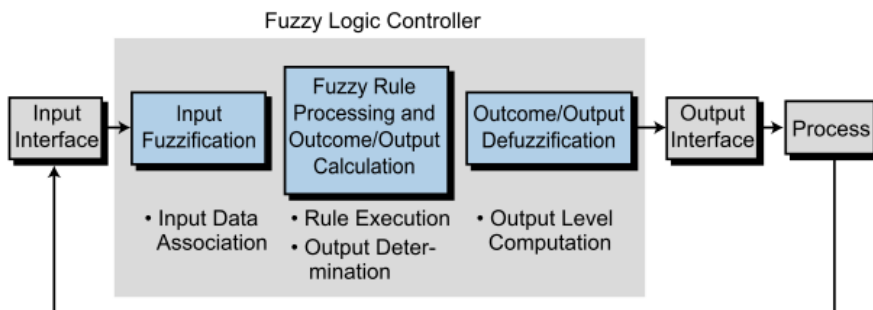 Fuzzy Logic Controller
Input
Interface
Input
Fuzzification
Fuzzy Rule
Processing and
Outcome/Output
Calculation
Outcome/Output
Defuzzification
Output
Interface
Process
• Input Data
Association
• Rule Execution
• Output Deter-
mination
• Output Level
Computation